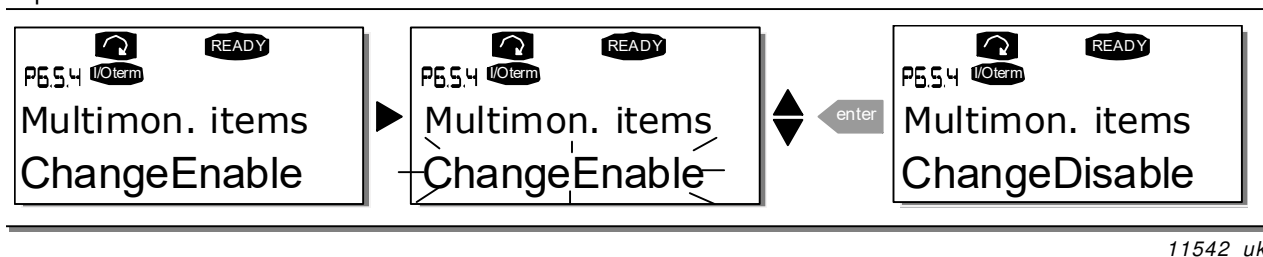 READY
P6.5.4 I/Oterm
Multimon. items
ChangeEnable
READY
P6.5.4 I/Oterm
Multimon. items
ChangeEnable
enter
READY
P6.5.4 I/Oterm
Multimon. items
ChangeDisable
11542 uk